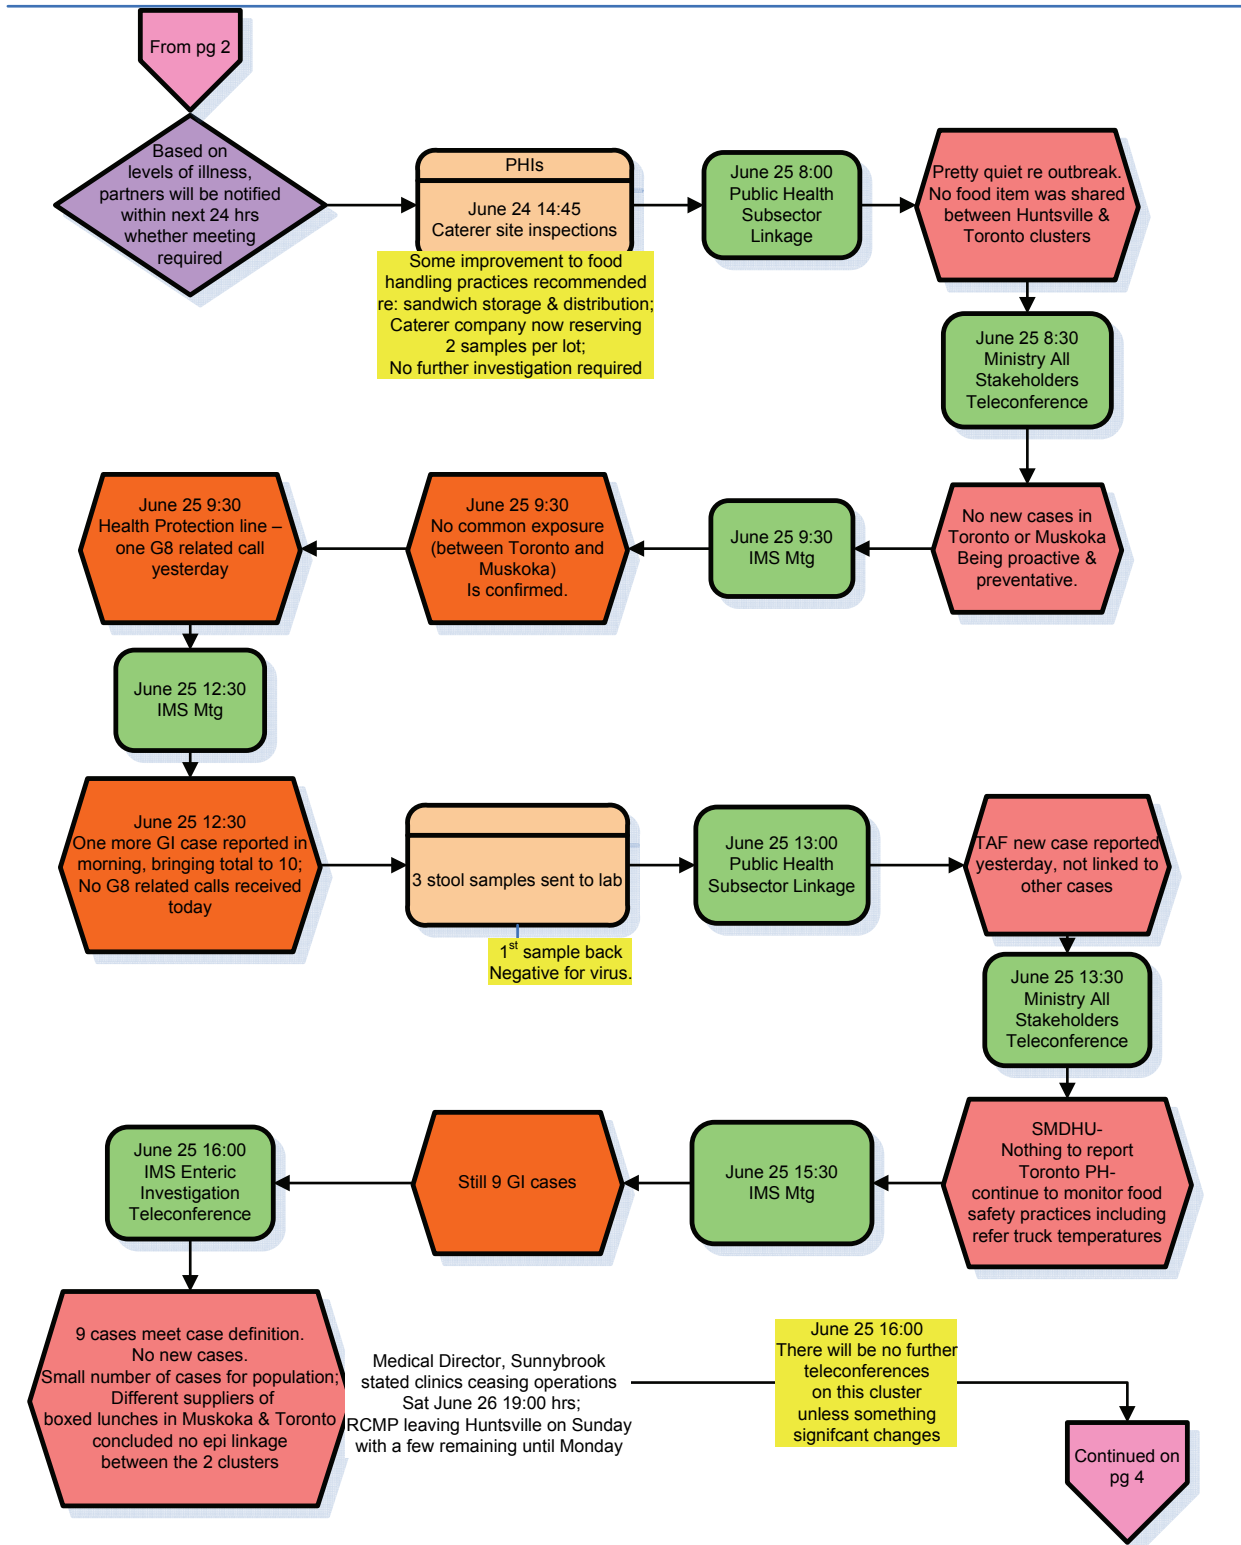 From pg 2
Based on
levels of illness,
partners will be notified
within next 24 hrs
whether meeting
required
PHIs
June 24 14:45
Caterer site inspections
Some improvement to food
handling practices recommended
re: sandwich storage & distribution;
Caterer company now reserving
2 samples per lot;
No further investigation required
June 25 8:00
Public Health
Subsector
Linkage
Pretty quiet re outbreak.
No food item was shared
between Huntsville &
Toronto clusters
June 25 8:30
Ministry All
Stakeholders
Teleconference
No new cases in
Toronto or Muskoka
Being proactive &
preventative.
June 25 9:30
IMS Mtg
June 25 9:30
No common exposure
(between Toronto and
Muskoka)
Is confirmed.
June 25 9:30
Health Protection line –
one G8 related call
yesterday
June 25 12:30
IMS Mtg
June 25 12:30
One more GI case reported in
morning, bringing total to 10;
No G8 related calls received
today
3 stool samples sent to lab
1st sample back
Negative for virus.
June 25 13:00
Public Health
Subsector Linkage
TAF new case reported
yesterday, not linked to
other cases
June 25 13:30
Ministry All
Stakeholders
Teleconference
SMDHU-
Nothing to report
Toronto PH-
continue to monitor food
safety practices including
refer truck temperatures
June 25 15:30
IMS Mtg
Still 9 GI cases
June 25 16:00
IMS Enteric
Investigation
Teleconference
9 cases meet case definition.
No new cases.
Small number of cases for population;
Different suppliers of
boxed lunches in Muskoka & Toronto
concluded no epi linkage
between the 2 clusters
Medical Director, Sunnybrook
stated clinics ceasing operations
Sat June 26 19:00 hrs;
RCMP leaving Huntsville on Sunday
with a few remaining until Monday
June 25 16:00
There will be no further
teleconferences
on this cluster
unless something
signifcant changes
Continued on
pg 4